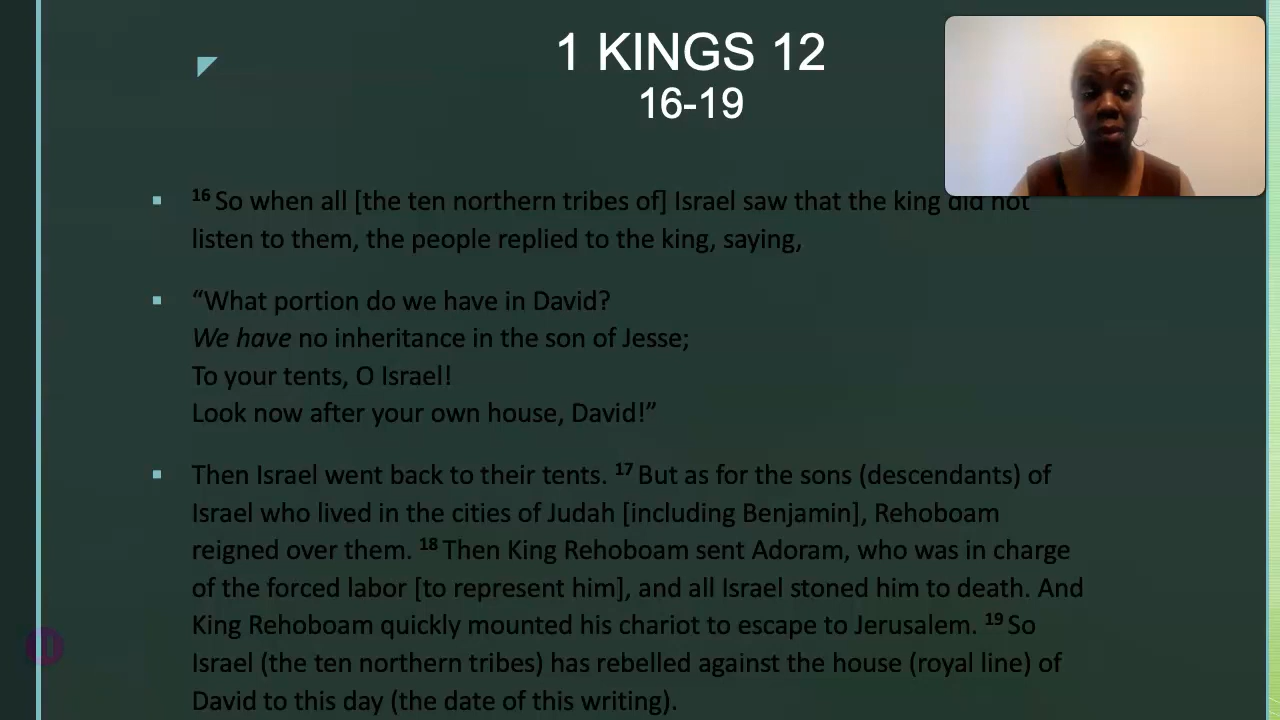 1 KINGS 12
16-19
16 So when all [the ten northern tribes of] Israel saw that the king did not
listen to them, the people replied to the king, saying,
“What portion do we have in David?
We have no inheritance in the son of Jesse;
To your tents, O Israel!
Look now after your own house, David!”
Then Israel went back to their tents. 17 But as for the sons (descendants) of
Israel who lived in the cities of Judah [including Benjamin], Rehoboam
reigned over them. 18 Then King Rehoboam sent Adoram, who was in charge
of the forced labor [to represent him], and all Israel stoned him to death. And
King Rehoboam quickly mounted his chariot to escape to Jerusalem. 19 So
Israel (the ten northern tribes) has rebelled against the house (royal line) of
David to this day (the date of this writing).